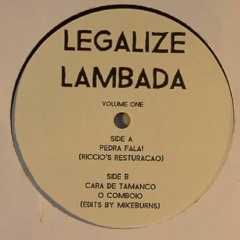 LEGALIZE
LAMBADA
VOLUME ONE
SIDE A
PEDRA FALA!
(RICCIO'S RESTURACAO)
SIDE B
CARA DE TAMANCO
O COMBOIO
(EDITS BY MIKEBURNS)